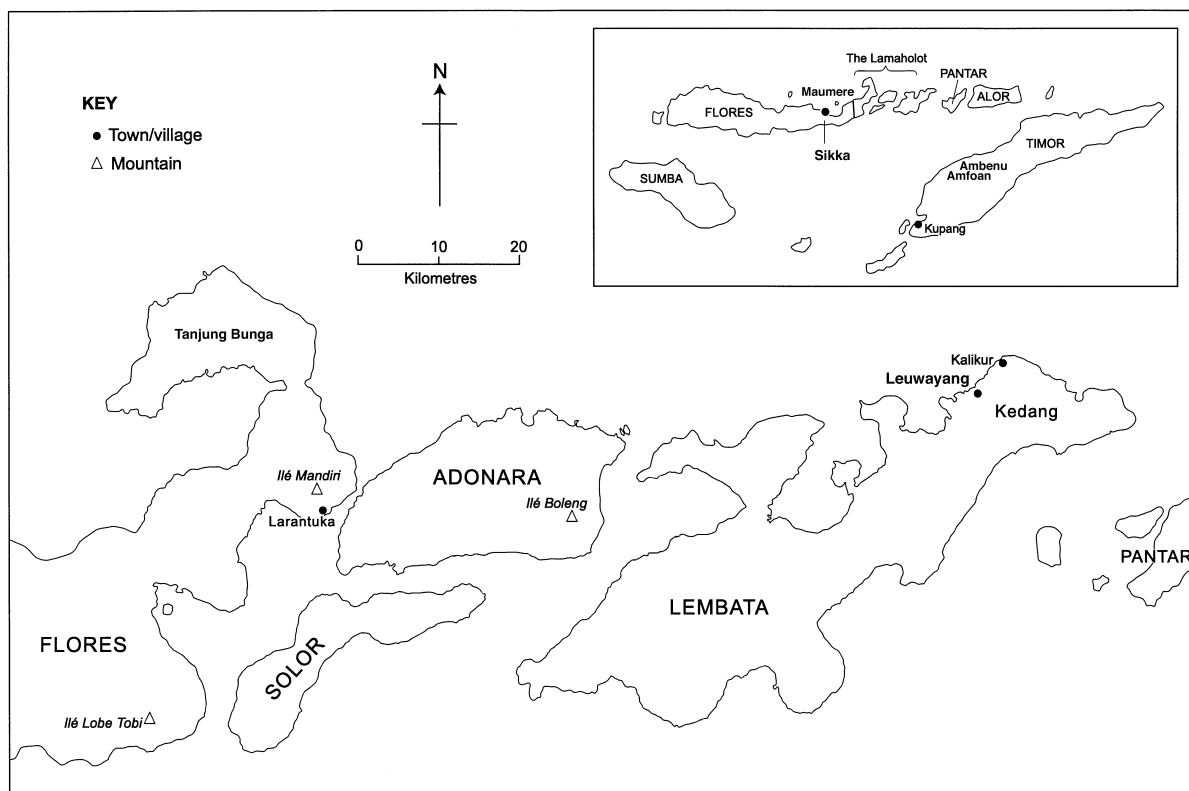 KEY
Town/village
Mountain
N
0 10 20
Kilometres
The Lamaholot
PANTAR
Maumere
ALOR
FLORES
Sikka
TIMOR
Ambenu
Amfoan
SUMBA
Kupang
Tanjung Bunga
Kalikur
Leuwayang
Kedang
Ilé Mandiri
ADONARA
Ilé Boleng
Larantuka
PANTAR
LEMBATA
FLORES
SOLOR
Ilé Lobe Tobi